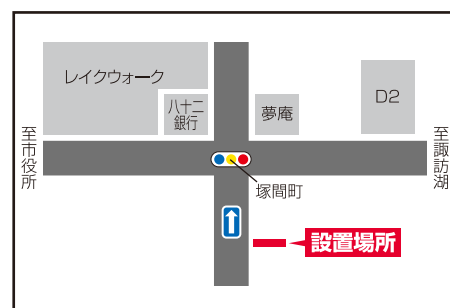 レイクウォーク
八十二
銀行
夢庵
D2
至市役所
至諏訪湖
塚間町
設置場所